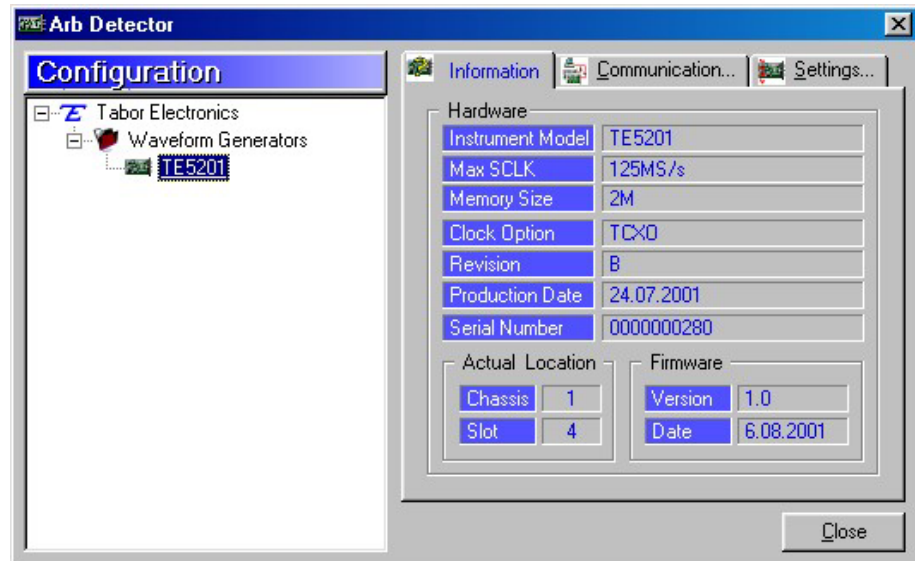 Arb Detector
Configuration
Tabor Electronics
Waveform Generators
TE5201
Information Communication... Settings...
Hardware
Instrument Model TE5201
Max SCLK 125MS/s
Memory Size 2M
Clock Option TCXO
Revision B
Production Date 24.07.2001
Serial Number 0000000280
Actual Location
Chassis 1
Slot 4
Firmware
Version 1.0
Date 6.08.2001
Close